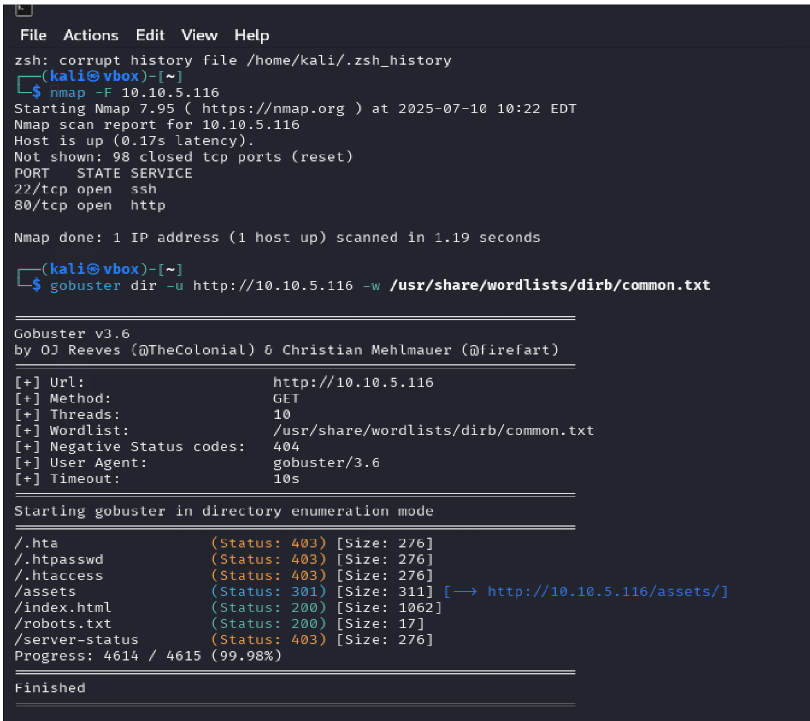 File Actions Edit View Help
zsh: corrupt history file /home/kali/.zsh_history
┌──(kali㉿vbox)-[~]
└─$ nmap -F 10.10.5.116
Starting Nmap 7.95 ( https://nmap.org ) at 2025-07-10 10:22 EDT
Nmap scan report for 10.10.5.116
Host is up (0.17s latency).
Not shown: 98 closed tcp ports (reset)
PORT   STATE SERVICE
22/tcp open  ssh
80/tcp open  http
Nmap done: 1 IP address (1 host up) scanned in 1.19 seconds
┌──(kali㉿vbox)-[~]
└─$ gobuster dir -u http://10.10.5.116 -w /usr/share/wordlists/dirb/common.txt
Gobuster v3.6
by OJ Reeves (@TheColonial) & Christian Mehlmauer (@firefart)
[+] Url:                     http://10.10.5.116
[+] Method:                  GET
[+] Threads:                 10
[+] Wordlist:                /usr/share/wordlists/dirb/common.txt
[+] Negative Status codes:   404
[+] User Agent:              gobuster/3.6
[+] Timeout:                 10s
Starting gobuster in directory enumeration mode
/.hta                 (Status: 403) [Size: 276]
/.htpasswd            (Status: 403) [Size: 276]
/.htaccess            (Status: 403) [Size: 276]
/assets               (Status: 301) [Size: 311] [--> http://10.10.5.116/assets/]
/index.html           (Status: 200) [Size: 1062]
/robots.txt           (Status: 200) [Size: 17]
/server-status        (Status: 403) [Size: 276]
Progress: 4614 / 4615 (99.98%)
Finished